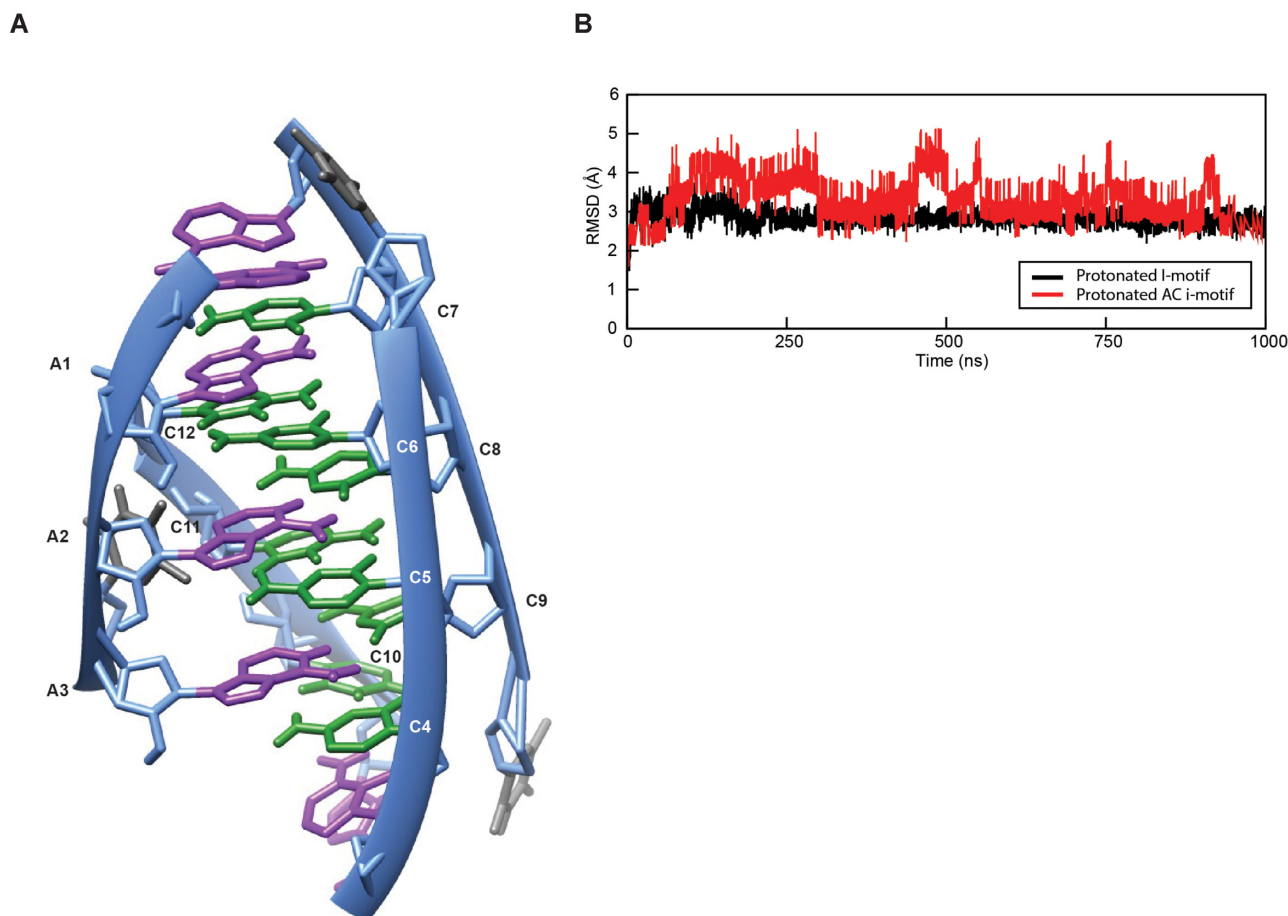 A
B
C7
A1
C12
C6
C8
A2
C11
C5
C9
C10
A3
C4
6
5
4
3
2
1
0
RMSD (Å)
Protonated I-motif
Protonated AC i-motif
0
250
500
750
1000
Time (ns)